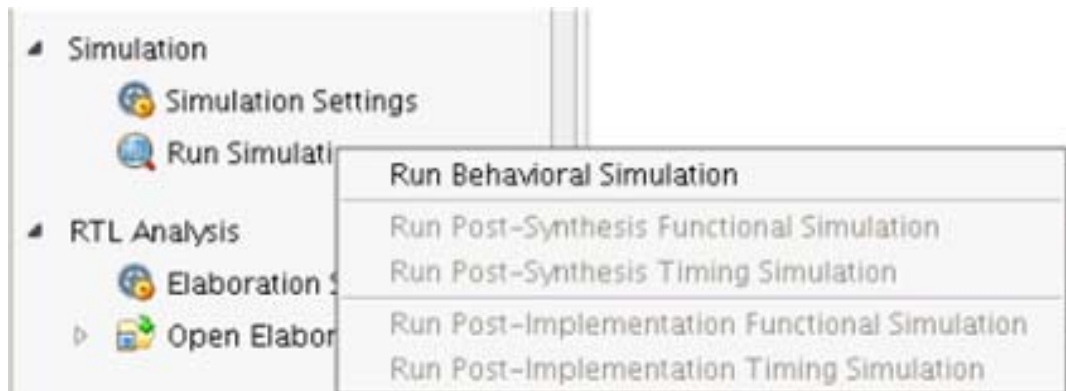 Simulation
Simulation Settings
Run Simulati
Run Behavioral Simulation
Run Post-Synthesis Functional Simulation
Run Post-Synthesis Timing Simulation
Run Post-Implementation Functional Simulation
Run Post-Implementation Timing Simulation
RTL Analysis
Elaboration S
Open Elabor